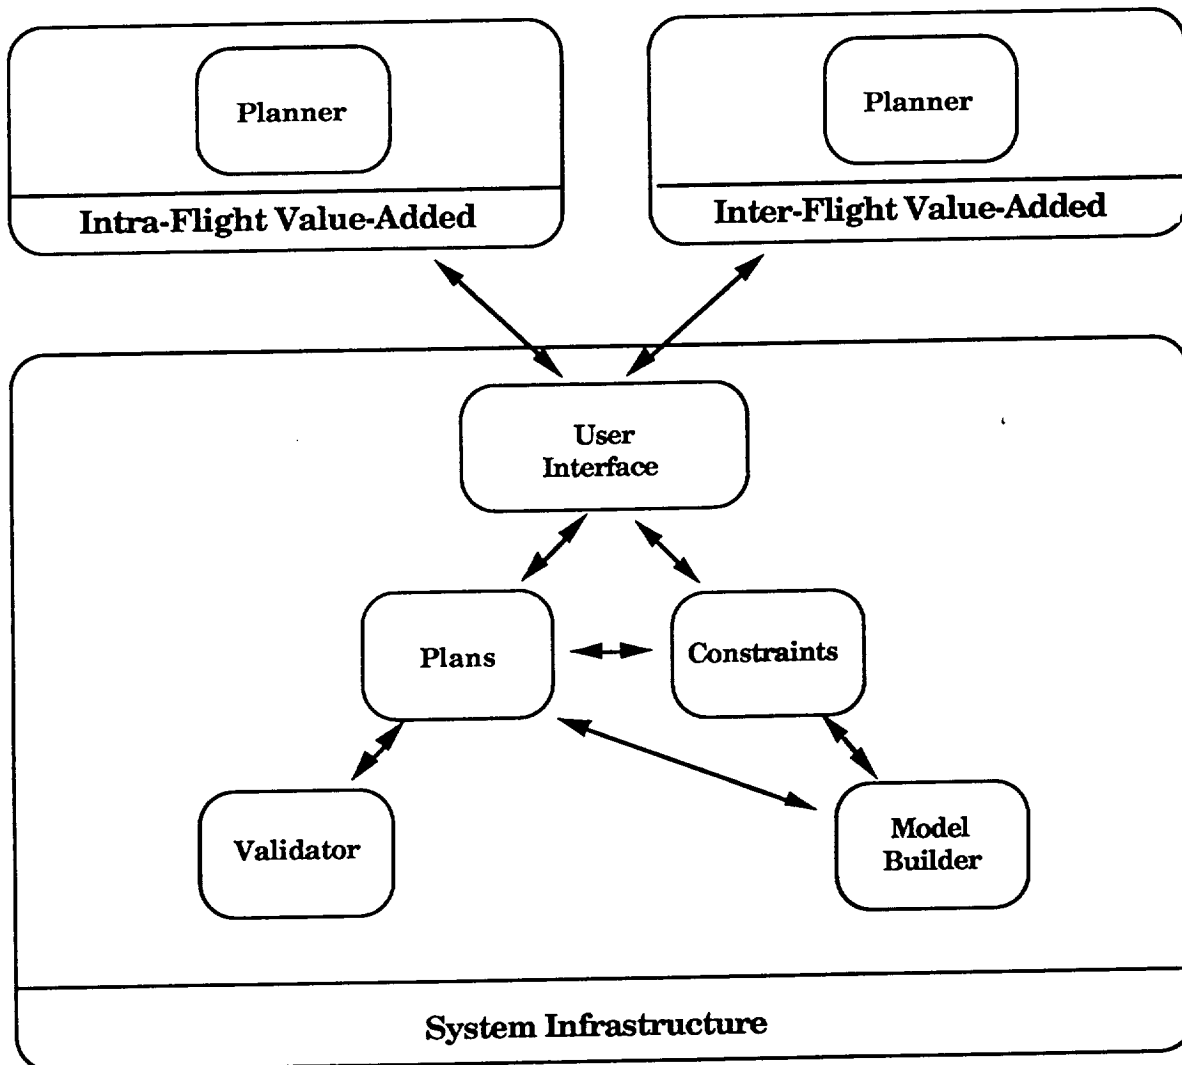 Planner
Planner
Intra-Flight Value-Added
Inter-Flight Value-Added
User
Interface
Plans
Constraints
Validator
Model
Builder
System Infrastructure